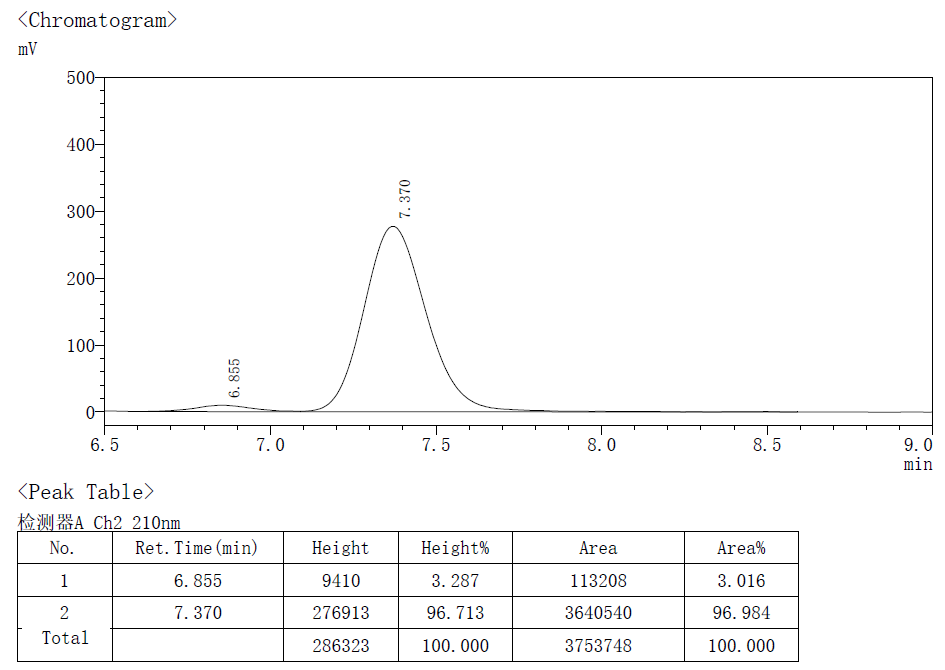 <Chromatogram>
mV
500
400
300
200
100
0
7.370
6.855
6.5 7.0 7.5 8.0 8.5 9.0
min
<Peak Table>
检测器A Ch2 210nm
No. Ret.Time(min) Height Height% Area Area%
1 6.855 9410 3.287 113208 3.016
2 7.370 276913 96.713 3640540 96.984
Total 286323 100.000 3753748 100.000